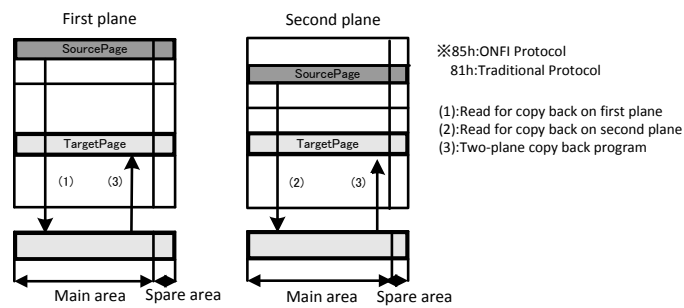 First plane
Second plane
SourcePage
SourcePage
TargetPage
TargetPage
(1) (3)
(2) (3)
Main area Spare area
Main area Spare area
※85h:ONFI Protocol
81h:Traditional Protocol
(1):Read for copy back on first plane
(2):Read for copy back on second plane
(3):Two-plane copy back program